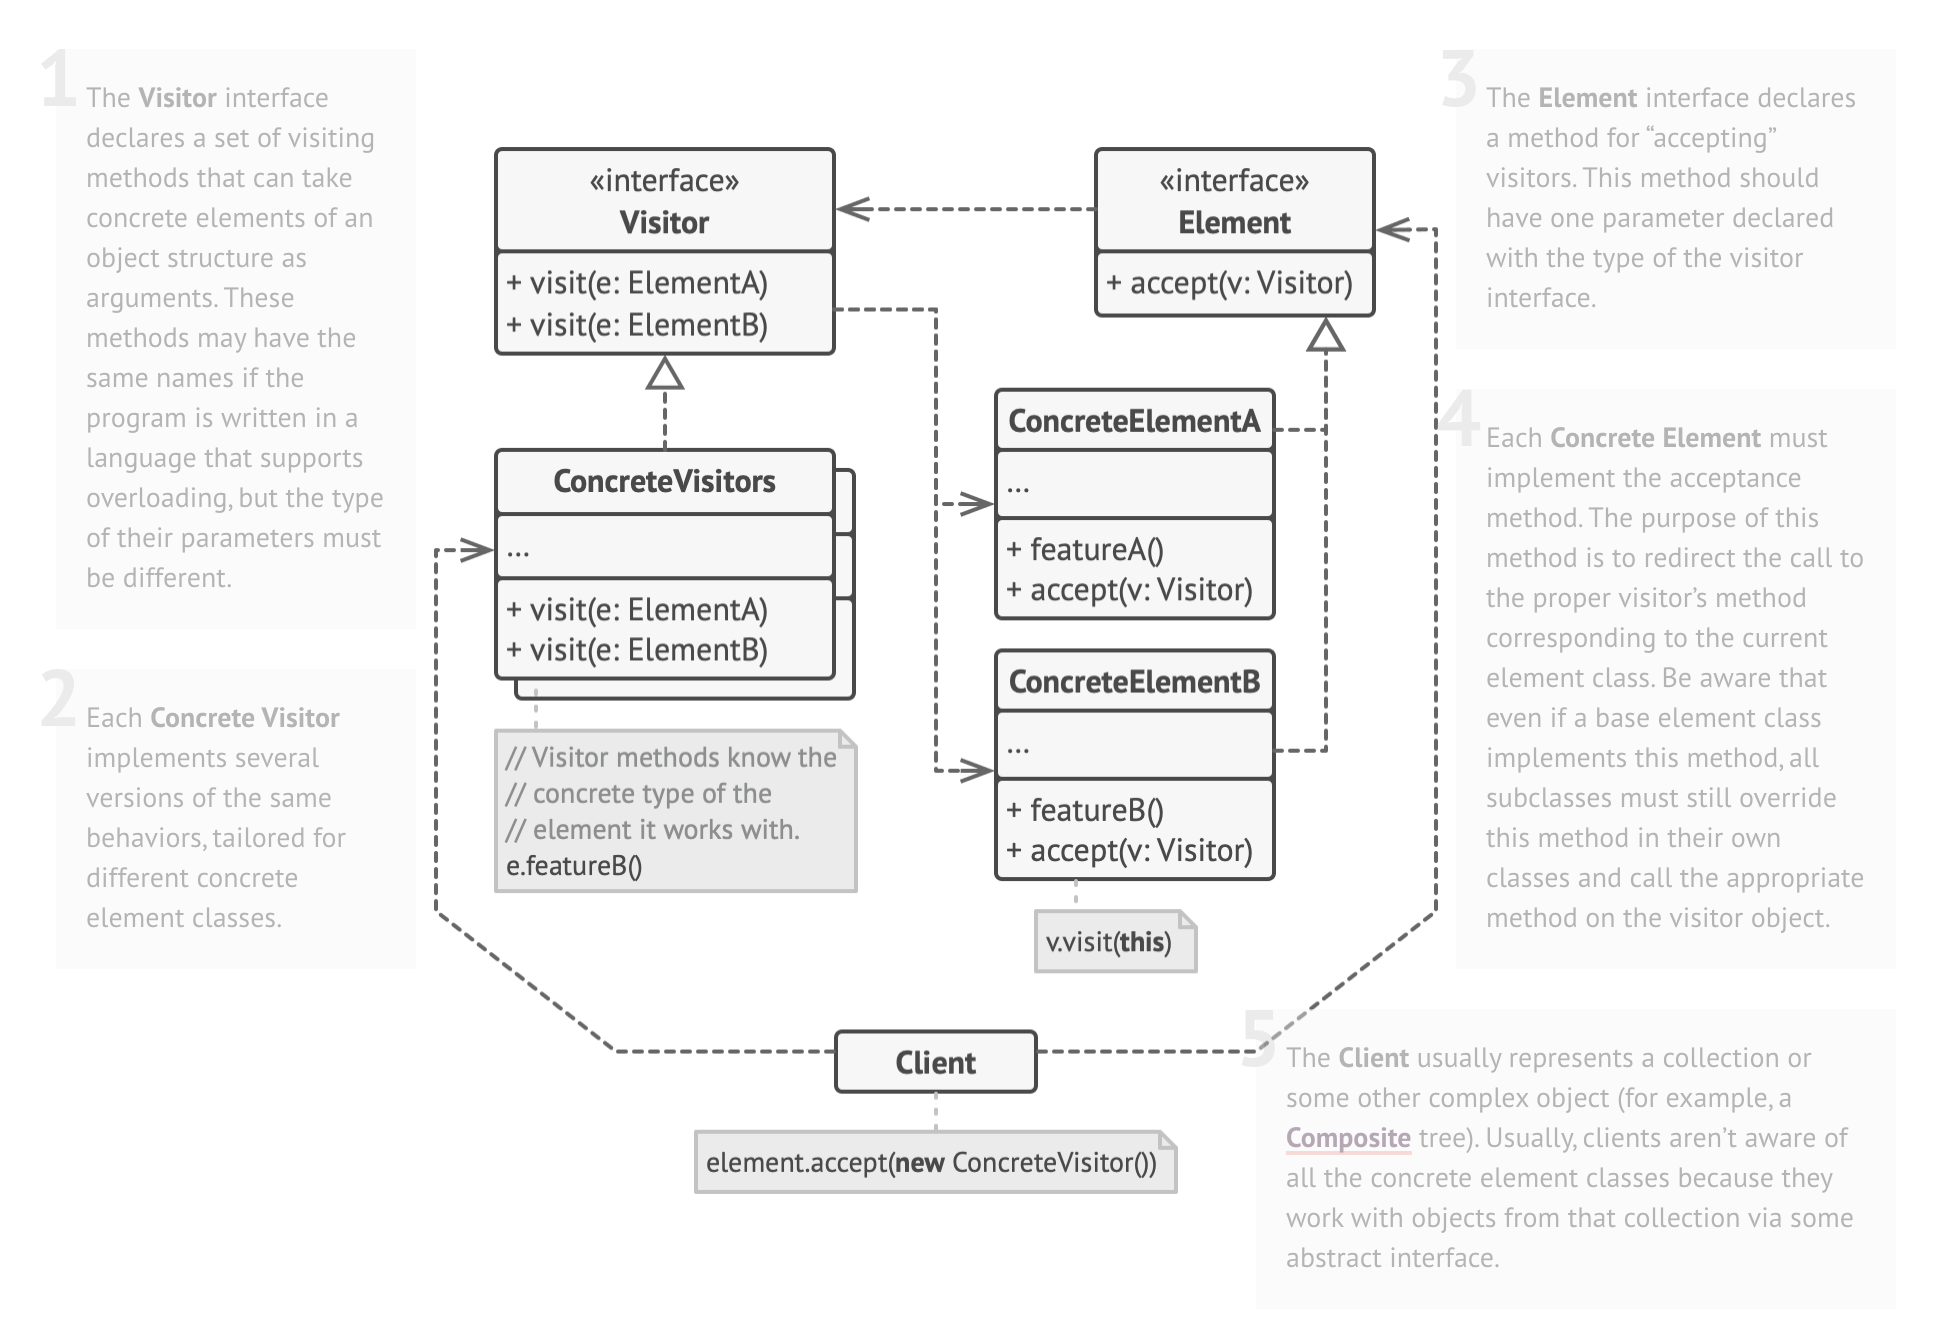 1
The Visitor interface
declares a set of visiting
methods that can take
concrete elements of an
object structure as
arguments. These
methods may have the
same names if the
program is written in a
language that supports
overloading, but the type
of their parameters must
be different.
2
Each Concrete Visitor
implements several
versions of the same
behaviors, tailored for
different concrete
element classes.
«interface»
Visitor
+ visit(e: ElementA)
+ visit(e: ElementB)
ConcreteVisitors
...
+ visit(e: ElementA)
+ visit(e: ElementB)
// Visitor methods know the
// concrete type of the
// element it works with.
e.featureB()
«interface»
Element
+ accept(v: Visitor)
ConcreteElementA
...
+ featureA()
+ accept(v: Visitor)
ConcreteElementB
...
+ featureB()
+ accept(v: Visitor)
v.visit(this)
Client
element.accept(new ConcreteVisitor())
3
The Element interface declares
a method for “accepting”
visitors. This method should
have one parameter declared
with the type of the visitor
interface.
4
Each Concrete Element must
implement the acceptance
method. The purpose of this
method is to redirect the call to
the proper visitor’s method
corresponding to the current
element class. Be aware that
even if a base element class
implements this method, all
subclasses must still override
this method in their own
classes and call the appropriate
method on the visitor object.
5
The Client usually represents a collection or
some other complex object (for example, a
Composite tree). Usually, clients aren’t aware of
all the concrete element classes because they
work with objects from that collection via some
abstract interface.